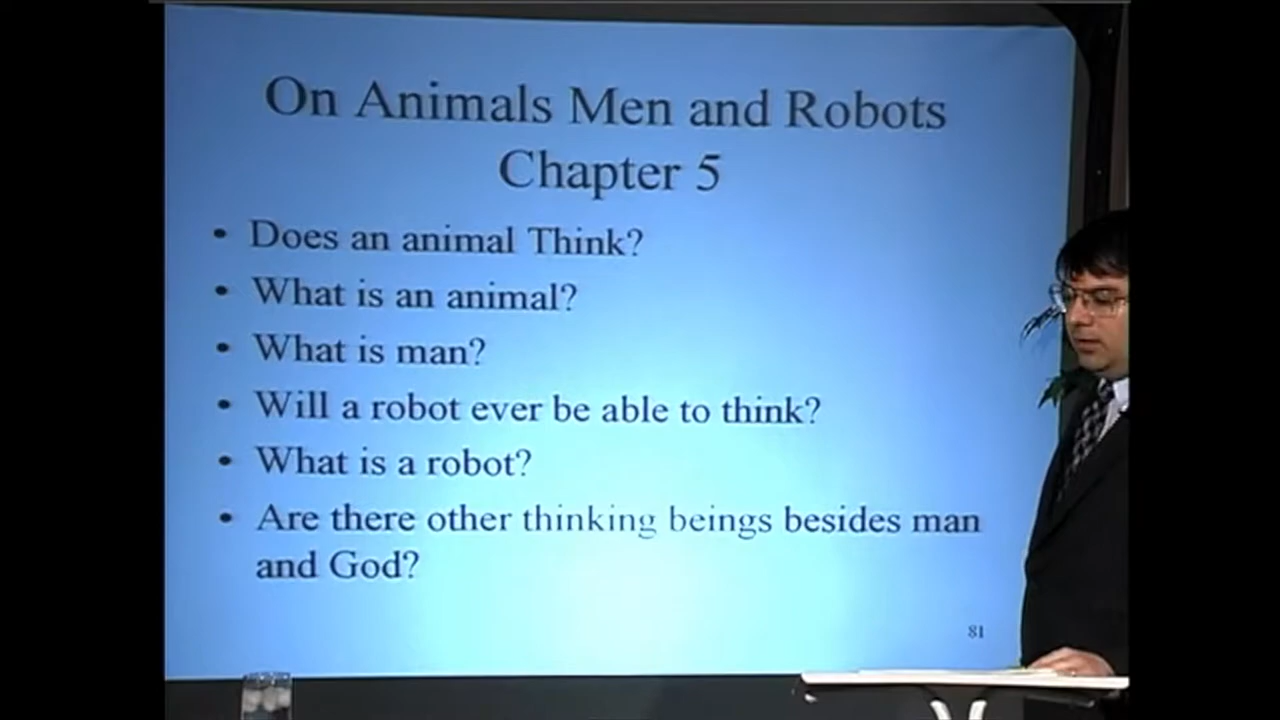 On Animals Men and Robots
Chapter 5
• Does an animal Think?
• What is an animal?
• What is man?
• Will a robot ever be able to think?
• What is a robot?
• Are there other thinking beings besides man
and God?
81